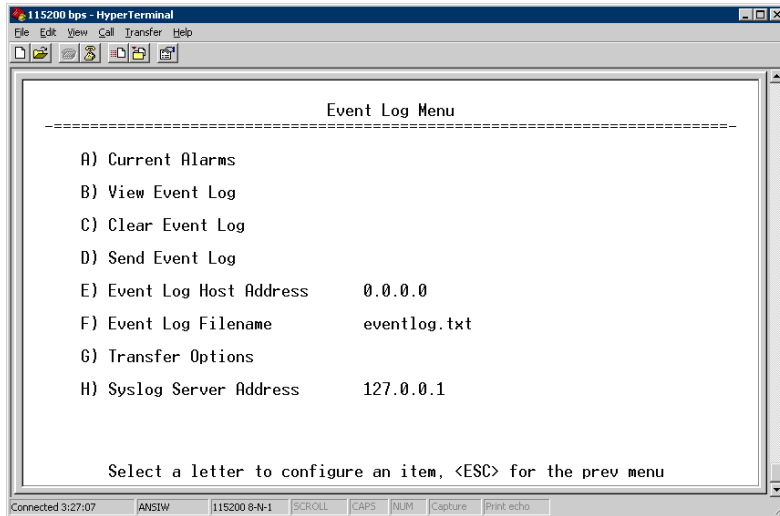 115200 bps - HyperTerminal
File Edit View Call Transfer Help
Event Log Menu
-==========================================================================-
A) Current Alarms
B) View Event Log
C) Clear Event Log
D) Send Event Log
E) Event Log Host Address 0.0.0.0
F) Event Log Filename eventlog.txt
G) Transfer Options
H) Syslog Server Address 127.0.0.1
Select a letter to configure an item, <ESC> for the prev menu
Connected 3:27:07 ANSIW 115200 8-N-1 SCROLL CAPS NUM Capture Print echo